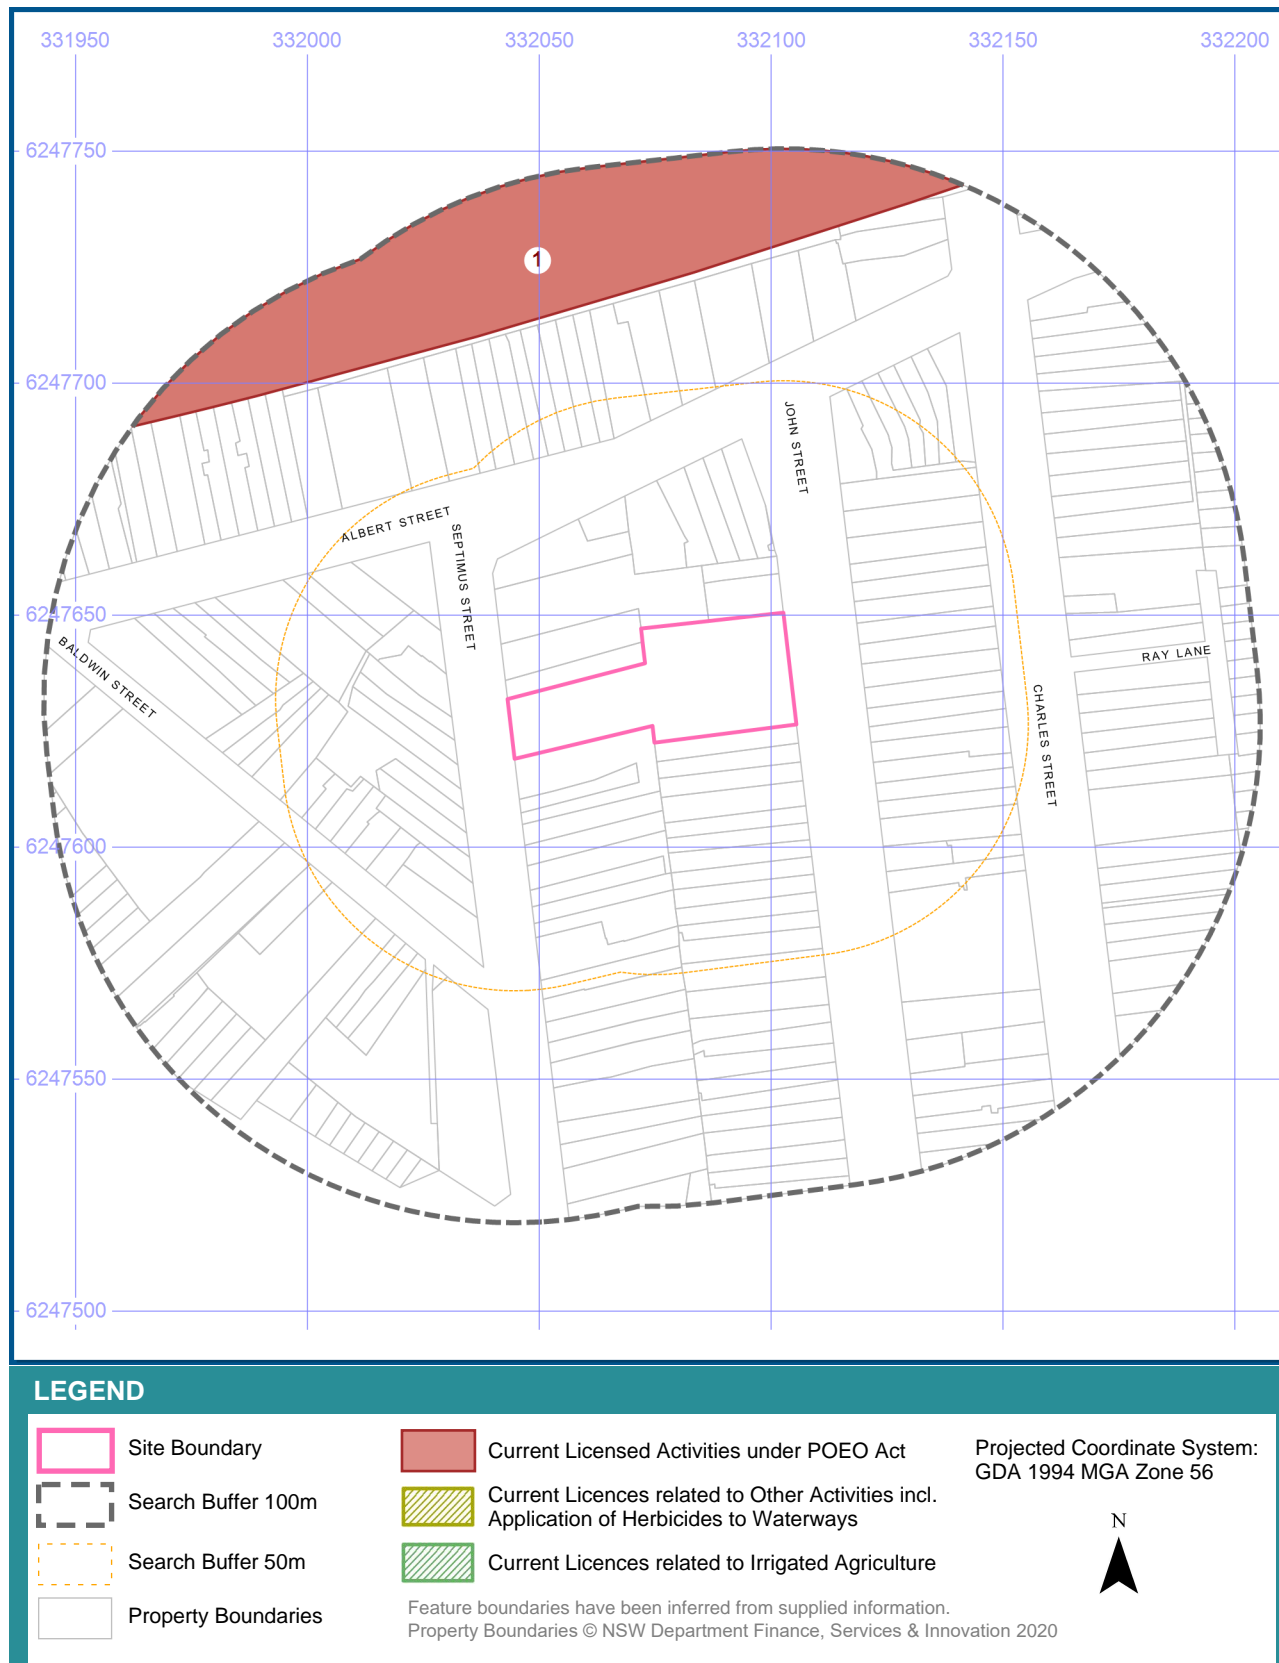 331950 332000 332050 332100 332150 332200
6247750
1
6247700
JOHN STREET
ALBERT STREET
SEPTIMUS STREET
6247650
BALDWIN STREET
RAY LANE
CHARLES STREET
6247600
6247550
6247500
LEGEND
Site Boundary
Search Buffer 100m
Search Buffer 50m
Property Boundaries
Current Licensed Activities under POEO Act
Current Licences related to Other Activities incl.
Application of Herbicides to Waterways
Current Licences related to Irrigated Agriculture
Feature boundaries have been inferred from supplied information.
Property Boundaries © NSW Department Finance, Services & Innovation 2020
Projected Coordinate System:
GDA 1994 MGA Zone 56
N